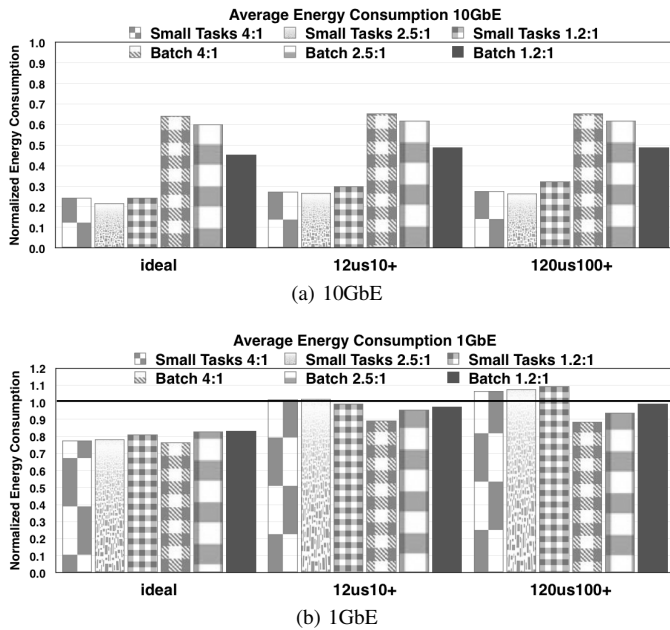 Average Energy Consumption 10GbE
Small Tasks 4:1 Small Tasks 2.5:1 Small Tasks 1.2:1
Batch 4:1 Batch 2.5:1 Batch 1.2:1
Normalized Energy Consumption
1.0
0.9
0.8
0.7
0.6
0.5
0.4
0.3
0.2
0.1
0.0
ideal 12us10+ 120us100+
(a) 10GbE
Average Energy Consumption 1GbE
Small Tasks 4:1 Small Tasks 2.5:1 Small Tasks 1.2:1
Batch 4:1 Batch 2.5:1 Batch 1.2:1
Normalized Energy Consumption
1.2
1.1
1.0
0.9
0.8
0.7
0.6
0.5
0.4
0.3
0.2
0.1
0.0
ideal 12us10+ 120us100+
(b) 1GbE